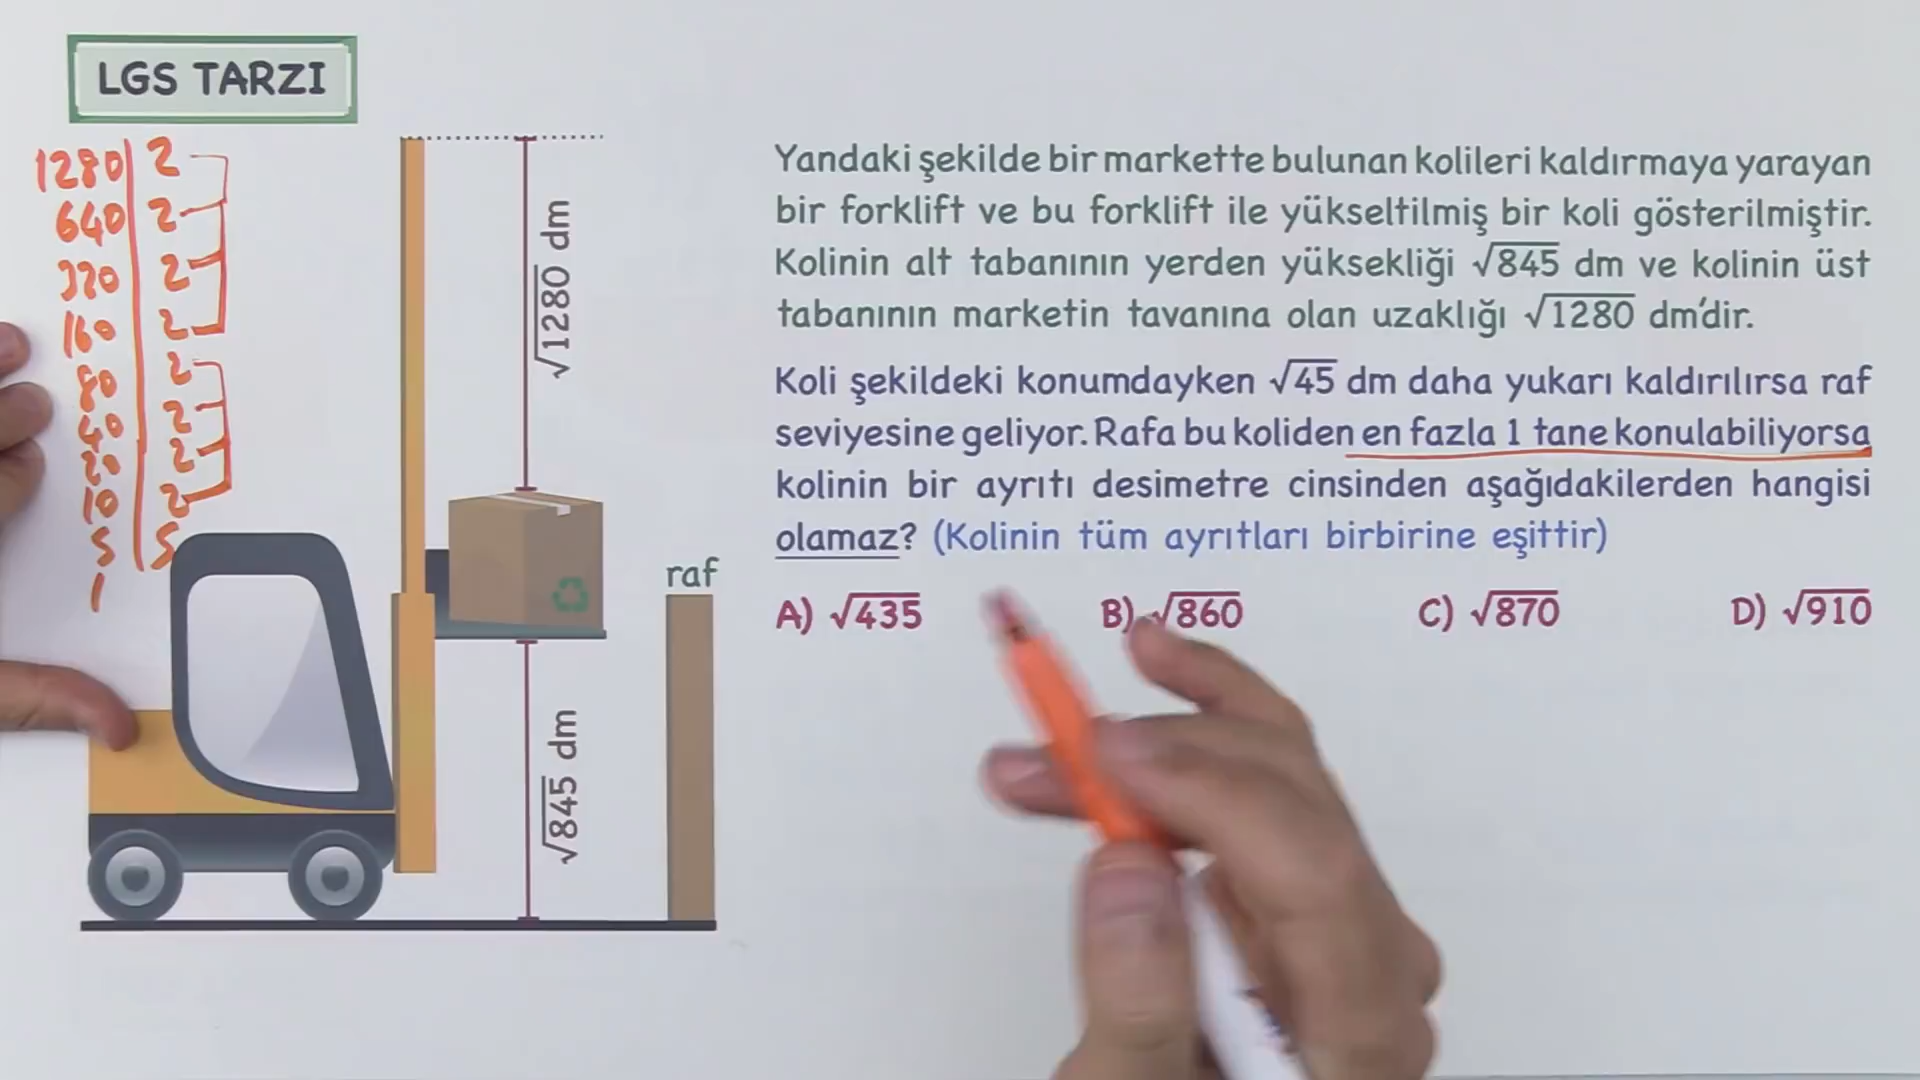 LGS TARZI
1280 2
640 2
320 2
160 2
80 2
40 2
20 2
10 2
5 5
1
√1280 dm
raf
√845 dm
Yandaki şekilde bir markette bulunan kolileri kaldırmaya yarayan
bir forklift ve bu forklift ile yükseltilmiş bir koli gösterilmiştir.
Kolinin alt tabanının yerden yüksekliği √845 dm ve kolinin üst
tabanının marketin tavanına olan uzaklığı √1280 dm'dir.
Koli şekildeki konumdayken √45 dm daha yukarı kaldırılırsa raf
seviyesine geliyor. Rafa bu koliden en fazla 1 tane konulabiliyorsa
kolinin bir ayrıtı desimetre cinsinden aşağıdakilerden hangisi
olamaz? (Kolinin tüm ayrıtları birbirine eşittir)
A) √435 B) √860 C) √870 D) √910